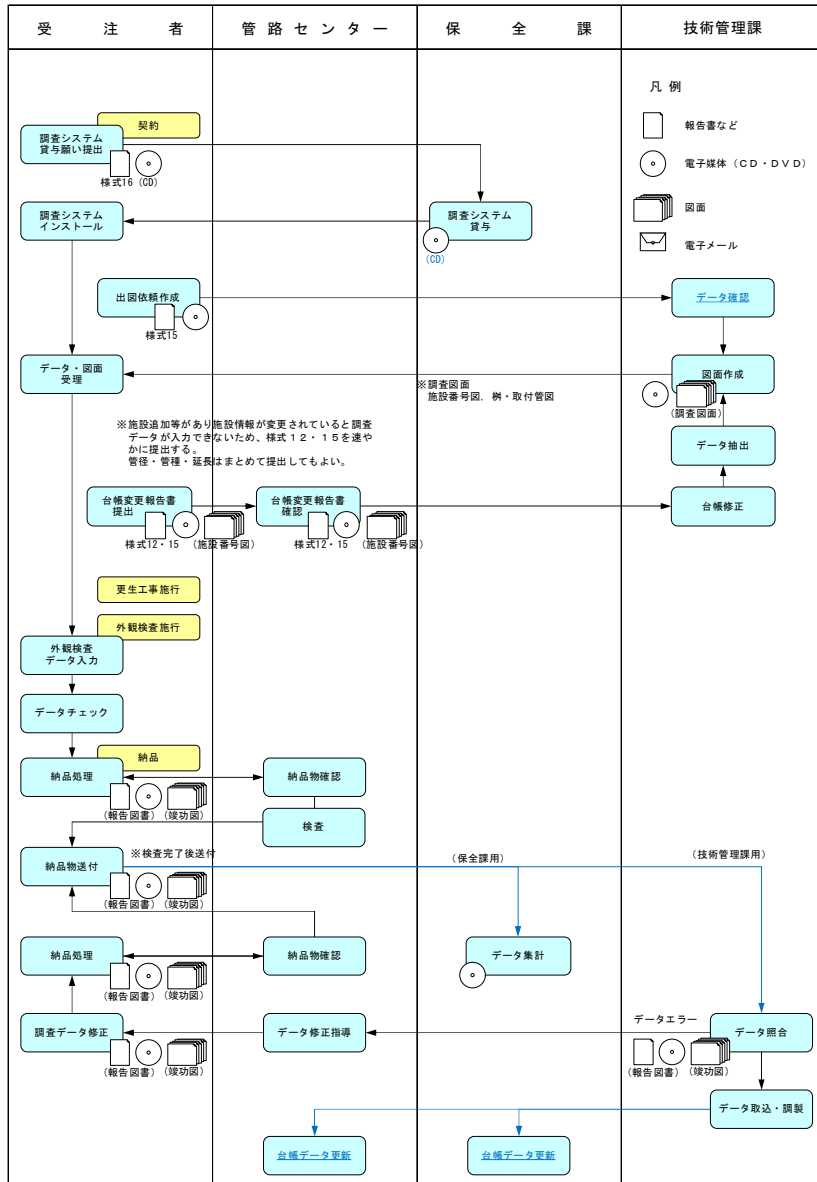 受注者
管路センター
保全課
技術管理課
凡例
報告書など
電子媒体（CD・DVD）
図面
電子メール
契約
調査システム
貸与願い提出
様式16 (CD)
調査システム
インストール
調査システム
貸与
(CD)
出図依頼作成
様式15
データ確認
データ・図面
受理
※調査図面
施設番号図，桝・取付管図
図面作成
(調査図面)
※施設追加等があり施設情報が変更されていると調査
データが入力できないため、様式１２・１５を速や
かに提出する。
管径・管種・延長はまとめて提出してもよい。
データ抽出
台帳変更報告書
提出
様式12・15 (施設番号図)
台帳変更報告書
確認
様式12・15 (施設番号図)
台帳修正
更生工事施行
外観検査施行
外観検査
データ入力
データチェック
納品
納品処理
(報告図書) (竣功図)
納品物確認
検査
納品物送付
※検査完了後送付
(報告図書) (竣功図)
(保全課用)
(技術管理課用)
納品処理
(報告図書) (竣功図)
納品物確認
データ集計
調査データ修正
(報告図書) (竣功図)
データ修正指導
データエラー
データ照合
(報告図書) (竣功図)
データ取込・調製
台帳データ更新
台帳データ更新